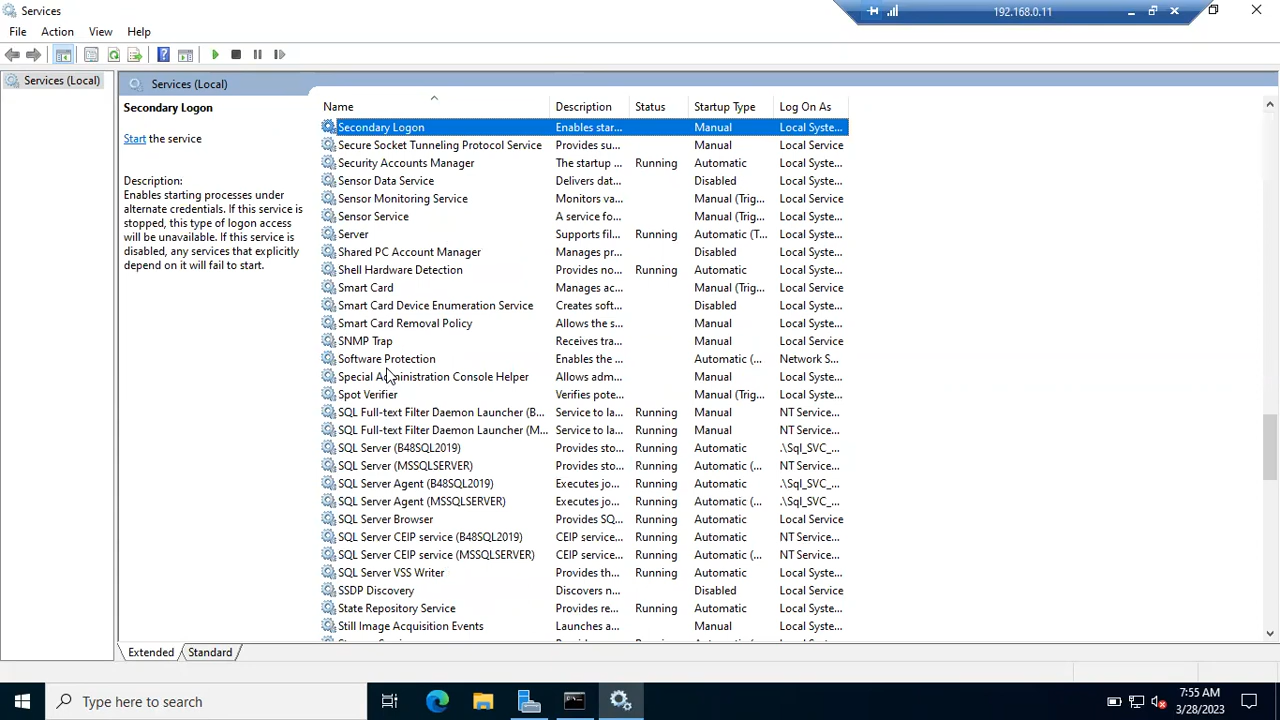 Services
192.168.0.11
File Action View Help
Services (Local)
Services (Local)
Secondary Logon
Start the service
Description:
Enables starting processes under
alternate credentials. If this service is
stopped, this type of logon access
will be unavailable. If this service is
disabled, any services that explicitly
depend on it will fail to start.
Name Description Status Startup Type Log On As
Secondary Logon Enables star... Manual Local Syste...
Secure Socket Tunneling Protocol Service Provides su... Manual Local Service
Security Accounts Manager The startup ... Running Automatic Local Syste...
Sensor Data Service Delivers dat... Disabled Local Syste...
Sensor Monitoring Service Monitors va... Manual (Trig... Local Service
Sensor Service A service fo... Manual (Trig... Local Syste...
Server Supports fil... Running Automatic (T... Local Syste...
Shared PC Account Manager Manages pr... Disabled Local Syste...
Shell Hardware Detection Provides no... Running Automatic Local Syste...
Smart Card Manages ac... Manual (Trig... Local Service
Smart Card Device Enumeration Service Creates soft... Disabled Local Syste...
Smart Card Removal Policy Allows the s... Manual Local Syste...
SNMP Trap Receives tra... Manual Local Service
Software Protection Enables the ... Automatic (... Network S...
Special Administration Console Helper Allows adm... Manual Local Syste...
Spot Verifier Verifies pote... Manual (Trig... Local Syste...
SQL Full-text Filter Daemon Launcher (B... Service to la... Running Manual NT Service...
SQL Full-text Filter Daemon Launcher (M... Service to la... Running Manual NT Service...
SQL Server (B48SQL2019) Provides sto... Running Automatic .\Sql_SVC_...
SQL Server (MSSQLSERVER) Provides sto... Running Automatic (... NT Service...
SQL Server Agent (B48SQL2019) Executes jo... Running Automatic .\Sql_SVC_...
SQL Server Agent (MSSQLSERVER) Executes jo... Running Automatic (... .\Sql_SVC_...
SQL Server Browser Provides SQ... Running Automatic Local Service
SQL Server CEIP service (B48SQL2019) CEIP service... Running Automatic NT Service...
SQL Server CEIP service (MSSQLSERVER) CEIP service... Running Automatic (... NT Service...
SQL Server VSS Writer Provides th... Running Automatic Local Syste...
SSDP Discovery Discovers n... Disabled Local Service
State Repository Service Provides re... Running Automatic Local Syste...
Still Image Acquisition Events Launches a... Manual Local Syste...
Extended Standard
Type here to search
7:55 AM
3/28/2023